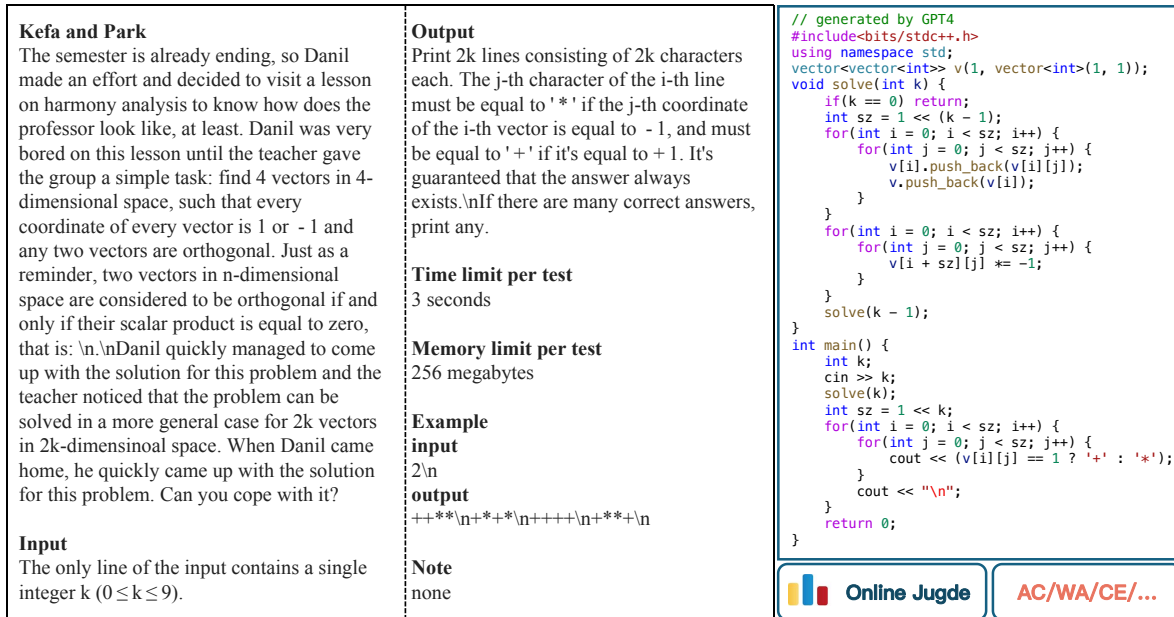 Kefa and Park
The semester is already ending, so Danil
made an effort and decided to visit a lesson
on harmony analysis to know how does the
professor look like, at least. Danil was very
bored on this lesson until the teacher gave
the group a simple task: find 4 vectors in 4-
dimensional space, such that every
coordinate of every vector is 1 or - 1 and
any two vectors are orthogonal. Just as a
reminder, two vectors in n-dimensional
space are considered to be orthogonal if and
only if their scalar product is equal to zero,
that is: \n.\nDanil quickly managed to come
up with the solution for this problem and the
teacher noticed that the problem can be
solved in a more general case for 2k vectors
in 2k-dimensinoal space. When Danil came
home, he quickly came up with the solution
for this problem. Can you cope with it?
Input
The only line of the input contains a single
integer k (0 ≤ k ≤ 9).
Output
Print 2k lines consisting of 2k characters
each. The j-th character of the i-th line
must be equal to ' * ' if the j-th coordinate
of the i-th vector is equal to - 1, and must
be equal to ' + ' if it's equal to + 1. It's
guaranteed that the answer always
exists.\nIf there are many correct answers,
print any.
Time limit per test
3 seconds
Memory limit per test
256 megabytes
Example
input
2\n
output
++**\n+*+*\n++++\n+**+\n
Note
none
// generated by GPT4
#include<bits/stdc++.h>
using namespace std;
vector<vector<int>> v(1, vector<int>(1, 1));
void solve(int k) {
    if(k == 0) return;
    int sz = 1 << (k - 1);
    for(int i = 0; i < sz; i++) {
        for(int j = 0; j < sz; j++) {
            v[i].push_back(v[i][j]);
            v.push_back(v[i]);
        }
    }
    for(int i = 0; i < sz; i++) {
        for(int j = 0; j < sz; j++) {
            v[i + sz][j] *= -1;
        }
    }
    solve(k - 1);
}
int main() {
    int k;
    cin >> k;
    solve(k);
    int sz = 1 << k;
    for(int i = 0; i < sz; i++) {
        for(int j = 0; j < sz; j++) {
            cout << (v[i][j] == 1 ? '+' : '*');
        }
        cout << "\n";
    }
    return 0;
}
Online Jugde
AC/WA/CE/...